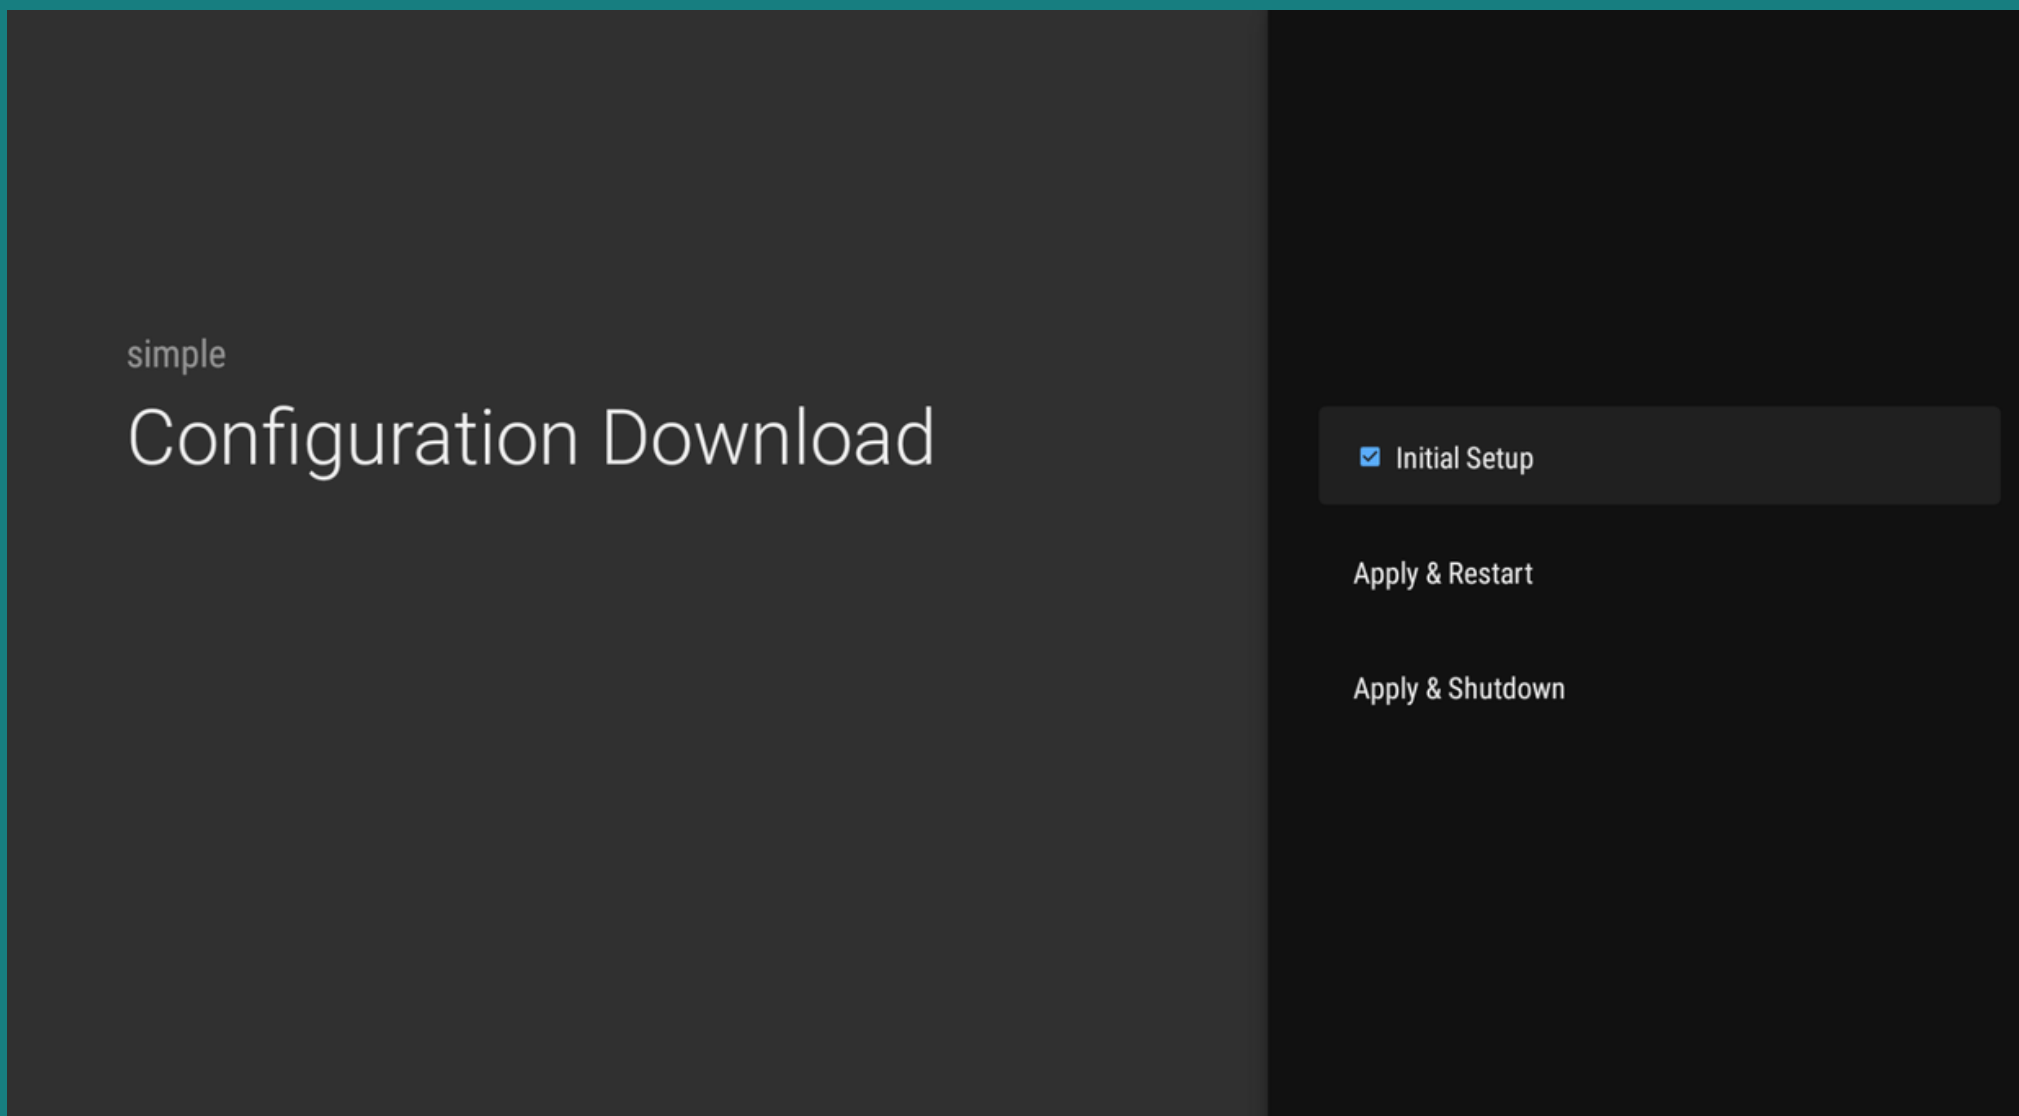 simple
Configuration Download
Initial Setup
Apply & Restart
Apply & Shutdown